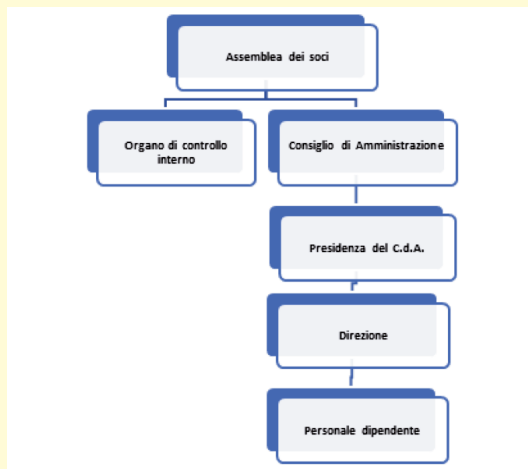 Assemblea dei soci
Organo di controllo
interno
Consiglio di Amministrazione
Presidenza del C.d.A.
Direzione
Personale dipendente